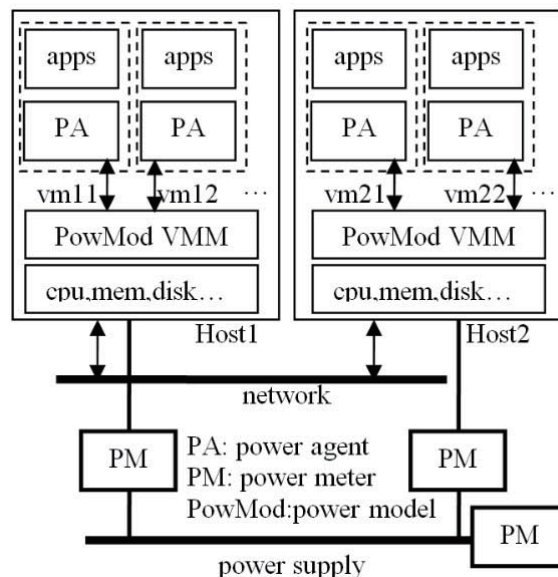 apps apps apps apps
PA PA PA PA
vm11 vm12 ... vm21 vm22 ...
PowMod VMM PowMod VMM
cpu,mem,disk... cpu,mem,disk...
Host1 Host2
network
PM PA: power agent PM
PM: power meter
PowMod:power model
PM
power supply